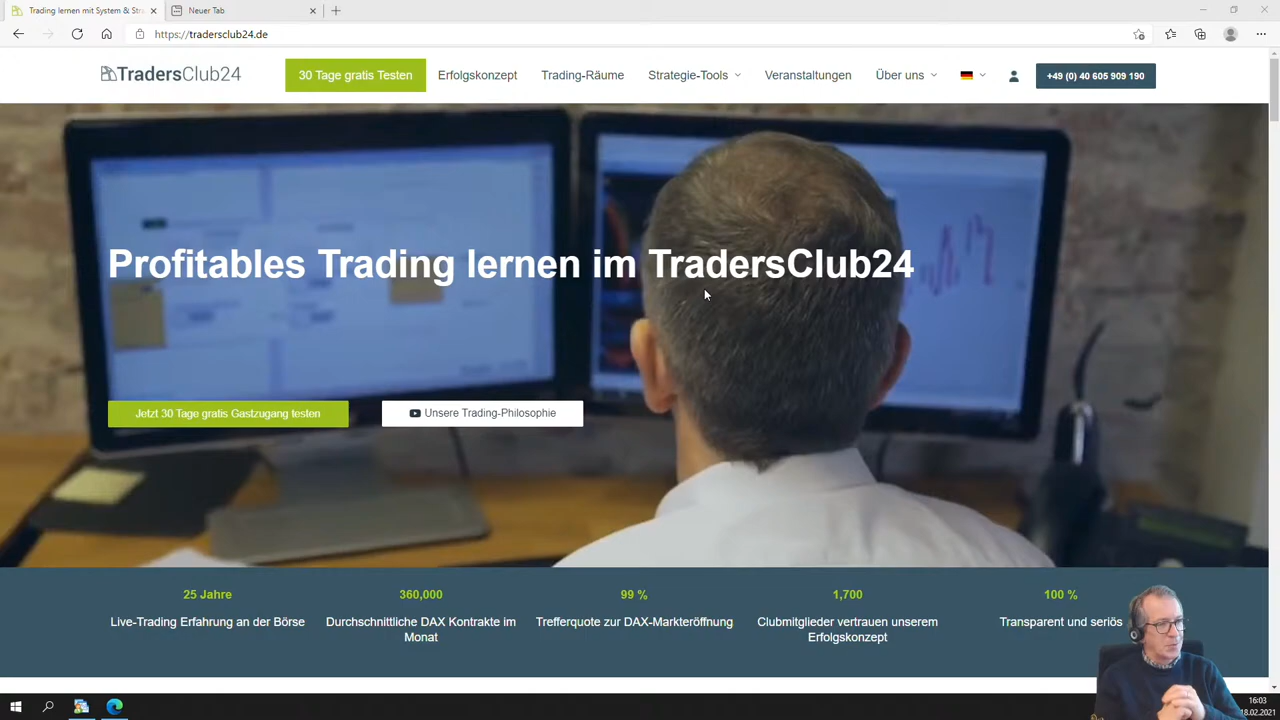 Trading lernen mit System & Stra
Neuer Tab
https://tradersclub24.de
TradersClub24
30 Tage gratis Testen
Erfolgskonzept
Trading-Räume
Strategie-Tools
Veranstaltungen
Über uns
+49 (0) 40 605 909 190
Profitables Trading lernen im TradersClub24
Jetzt 30 Tage gratis Gastzugang testen
Unsere Trading-Philosophie
25 Jahre
Live-Trading Erfahrung an der Börse
360,000
Durchschnittliche DAX Kontrakte im
Monat
99 %
Trefferquote zur DAX-Markteröffnung
1,700
Clubmitglieder vertrauen unserem
Erfolgskonzept
100 %
Transparent und seriös
16:03
18.02.2021